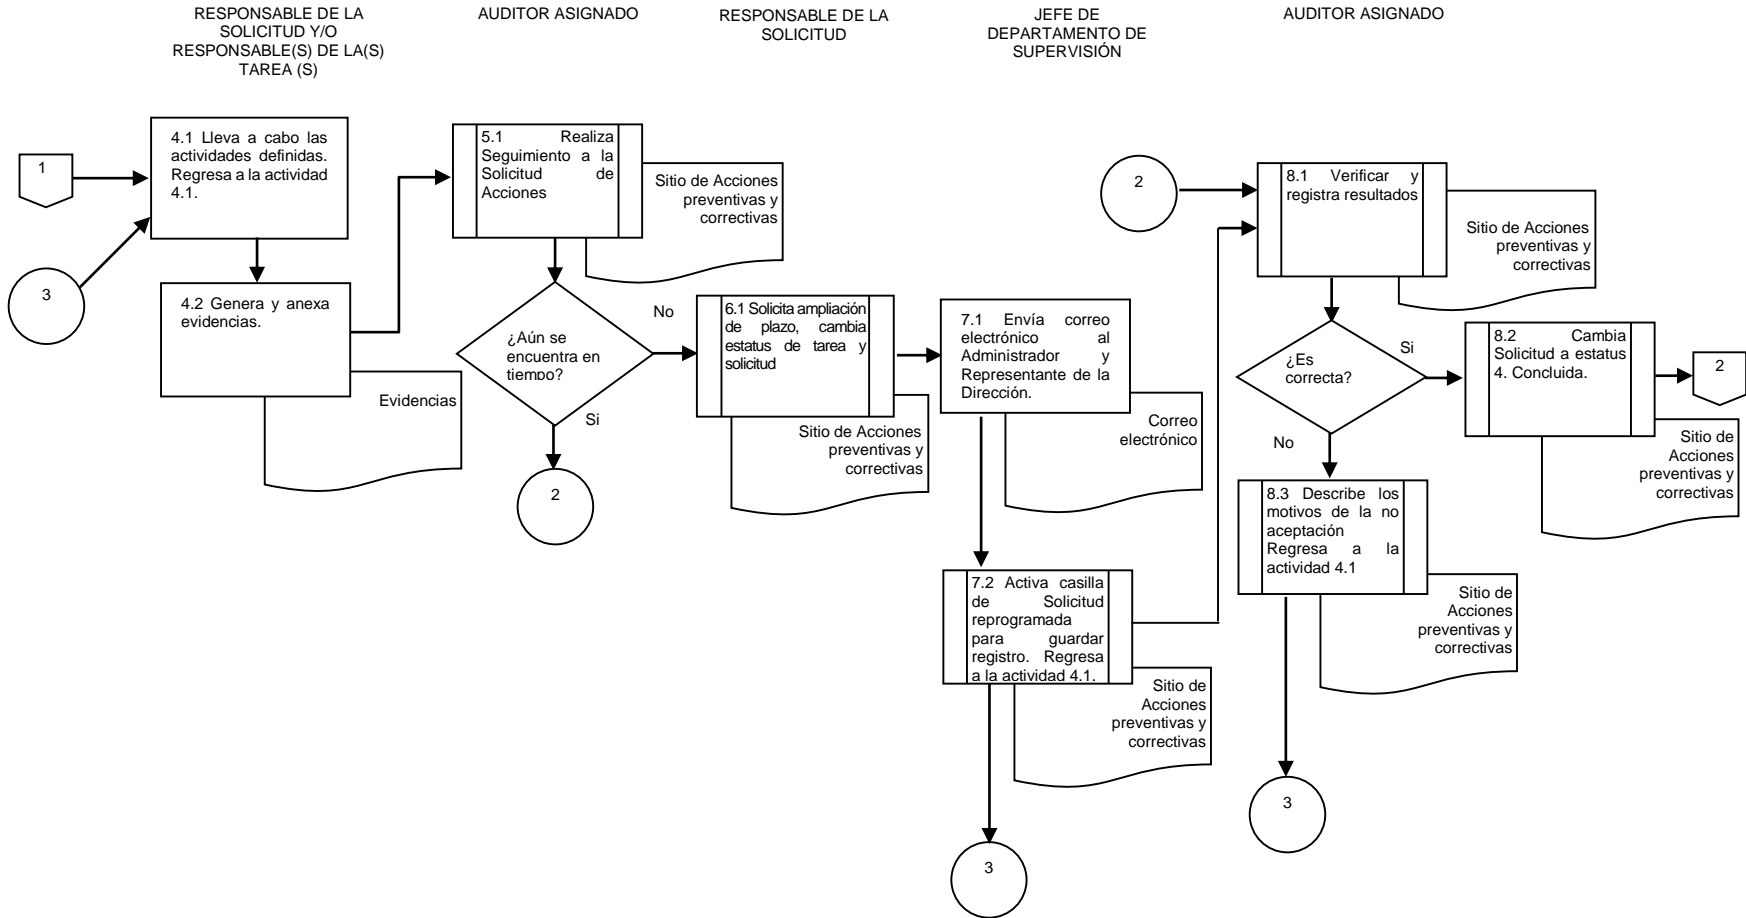 RESPONSABLE DE LA
SOLICITUD Y/O
RESPONSABLE(S) DE LA(S)
TAREA (S)
AUDITOR ASIGNADO
RESPONSABLE DE LA
SOLICITUD
JEFE DE
DEPARTAMENTO DE
SUPERVISIÓN
AUDITOR ASIGNADO
1
3
4.1 Lleva a cabo las
actividades definidas.
Regresa a la actividad
4.1.
4.2 Genera y anexa
evidencias.
Evidencias
5.1 Realiza
Seguimiento a la
Solicitud de
Acciones
Sitio de Acciones
preventivas y
correctivas
¿Aún se
encuentra en
tiempo?
No
Si
2
6.1 Solicita ampliación
de plazo, cambia
estatus de tarea y
solicitud
Sitio de Acciones
preventivas y
correctivas
7.1 Envía correo
electrónico al
Administrador y
Representante de la
Dirección.
Correo
electrónico
7.2 Activa casilla
de Solicitud
reprogramada
para guardar
registro. Regresa
a la actividad 4.1.
Sitio de
Acciones
preventivas y
correctivas
3
2
8.1 Verificar y
registra resultados
Sitio de Acciones
preventivas y
correctivas
¿Es
correcta?
Si
No
8.2 Cambia
Solicitud a estatus
4. Concluida.
Sitio de
Acciones
preventivas y
correctivas
2
8.3 Describe los
motivos de la no
aceptación
Regresa a la
actividad 4.1
Sitio de
Acciones
preventivas y
correctivas
3